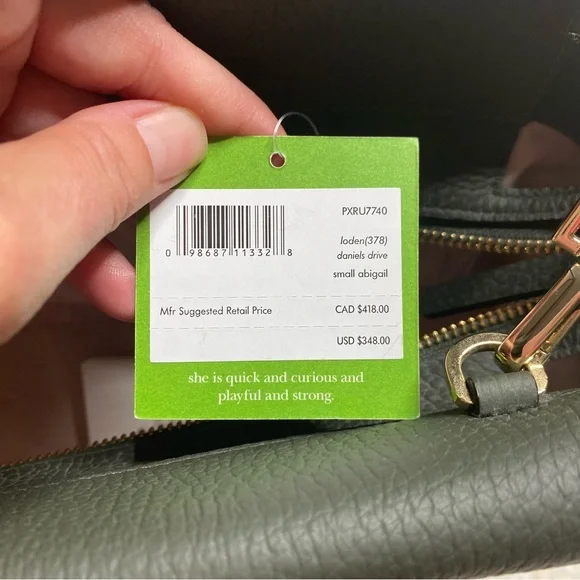 PXRU7740
0 98687 11332 8
loden(378)
daniels drive
small abigail
Mfr Suggested Retail Price CAD $418.00
USD $348.00
she is quick and curious and
playful and strong.